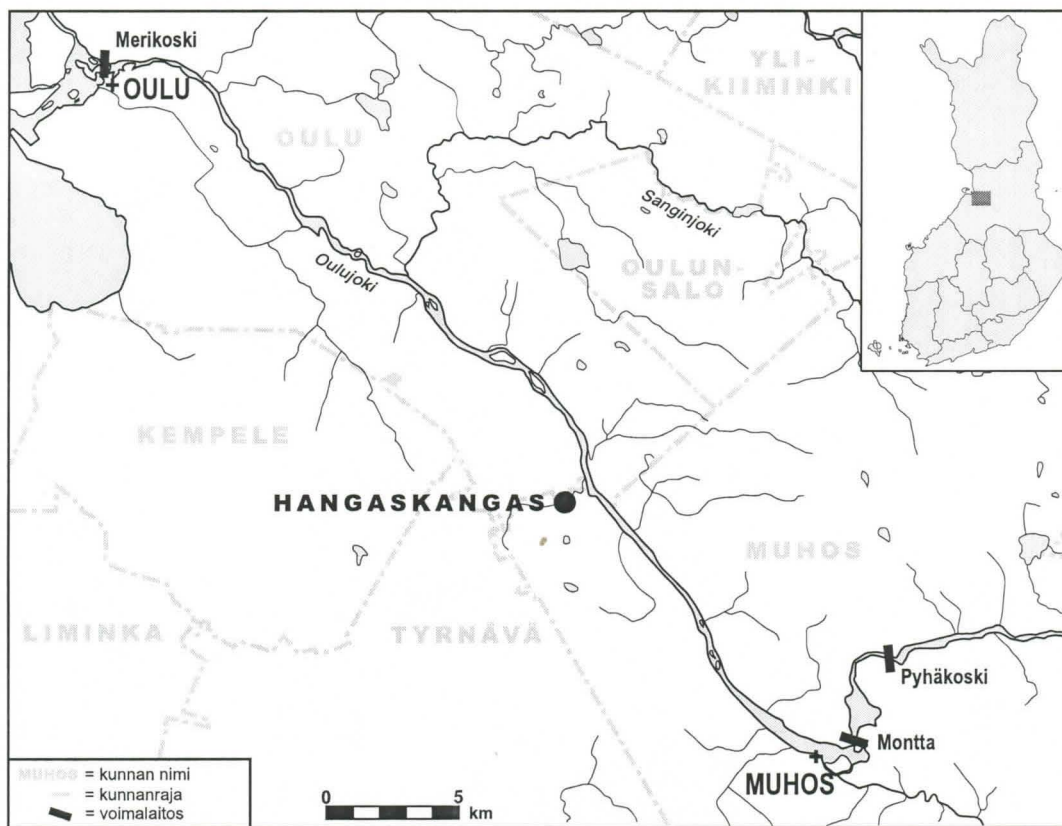 Merikoski
OULU
YLI-
KIIMINKI
OULU
Sanginjoki
Oulujoki
OULUN-
SALO
KEMPELE
HANGASKANGAS
MUHOS
LIMINKA
TYRNÄVÄ
Pyhäkoski
Montta
MUHOS
MUHOS = kunnan nimi
= kunnanraja
= voimalaitos
0 5
km